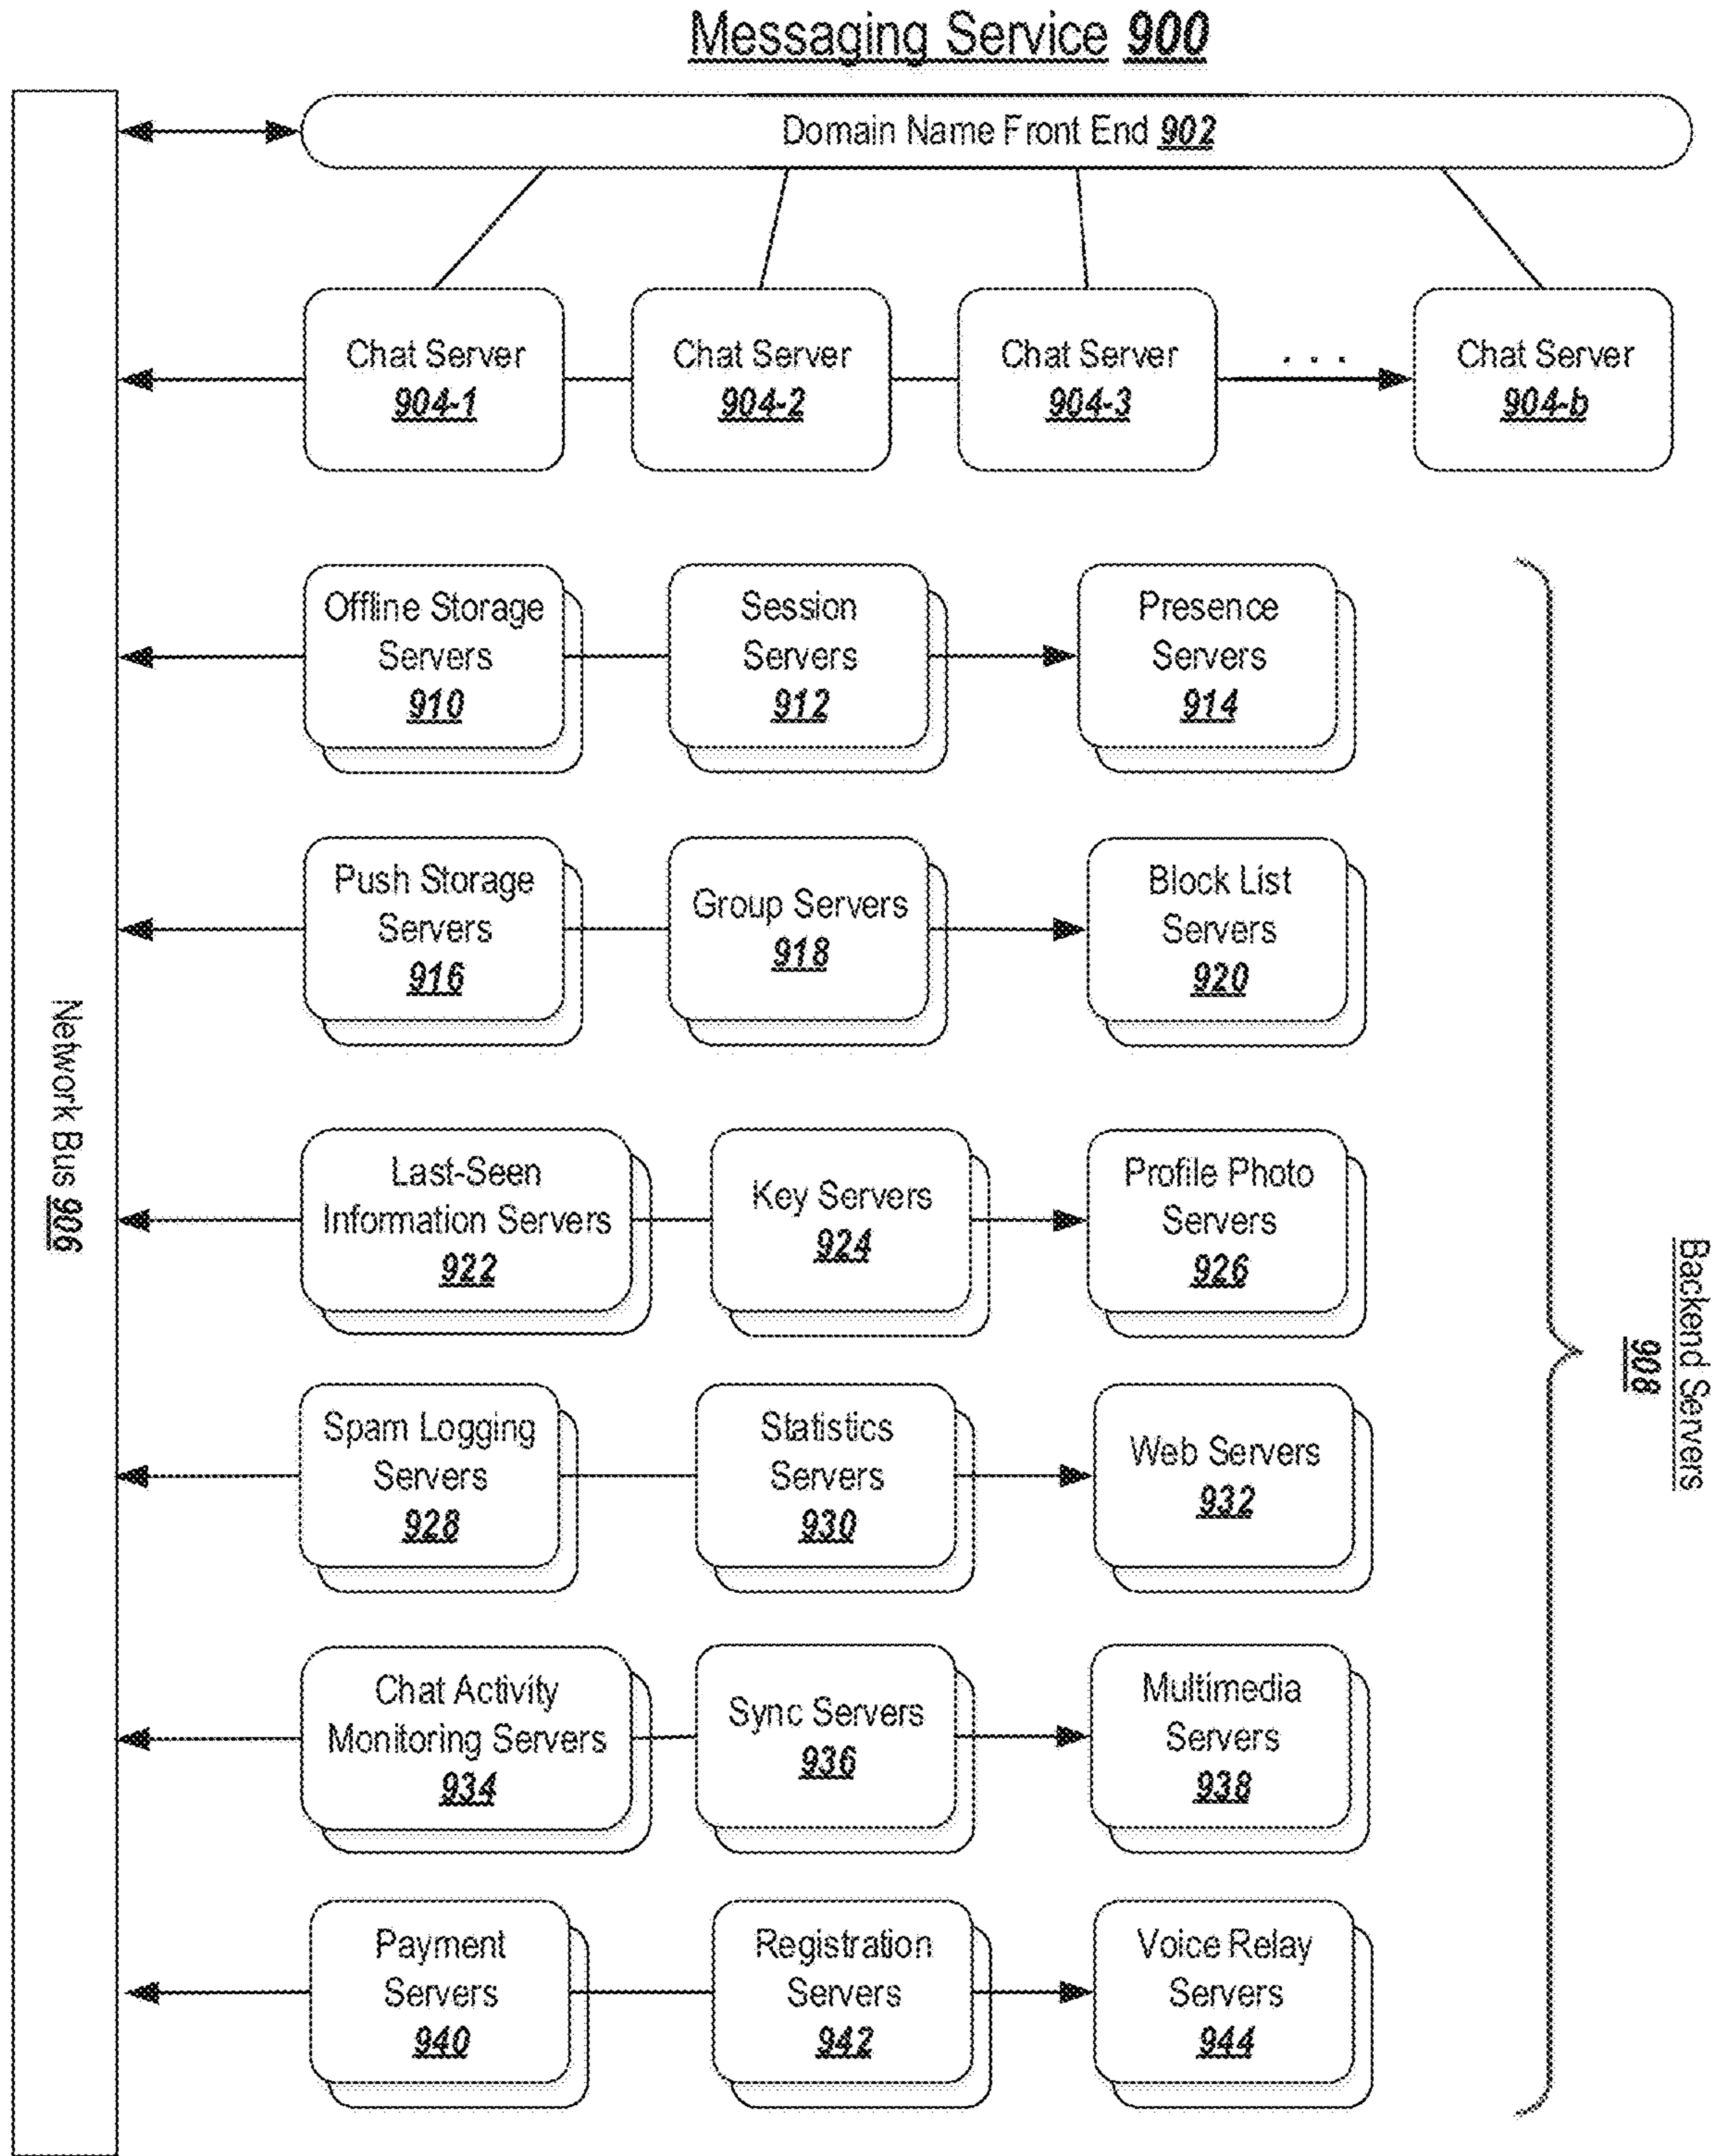 Messaging Service 900
Domain Name Front End 902
Chat Server
904-1
Chat Server
904-2
Chat Server
904-3
. . .
Chat Server
904-b
Offline Storage
Servers
910
Session
Servers
912
Presence
Servers
914
Push Storage
Servers
916
Group Servers
918
Block List
Servers
920
Last-Seen
Information Servers
922
Key Servers
924
Profile Photo
Servers
926
Spam Logging
Servers
928
Statistics
Servers
930
Web Servers
932
Chat Activity
Monitoring Servers
934
Sync Servers
936
Multimedia
Servers
938
Payment
Servers
940
Registration
Servers
942
Voice Relay
Servers
944
Network Bus 906
Backend Servers
908